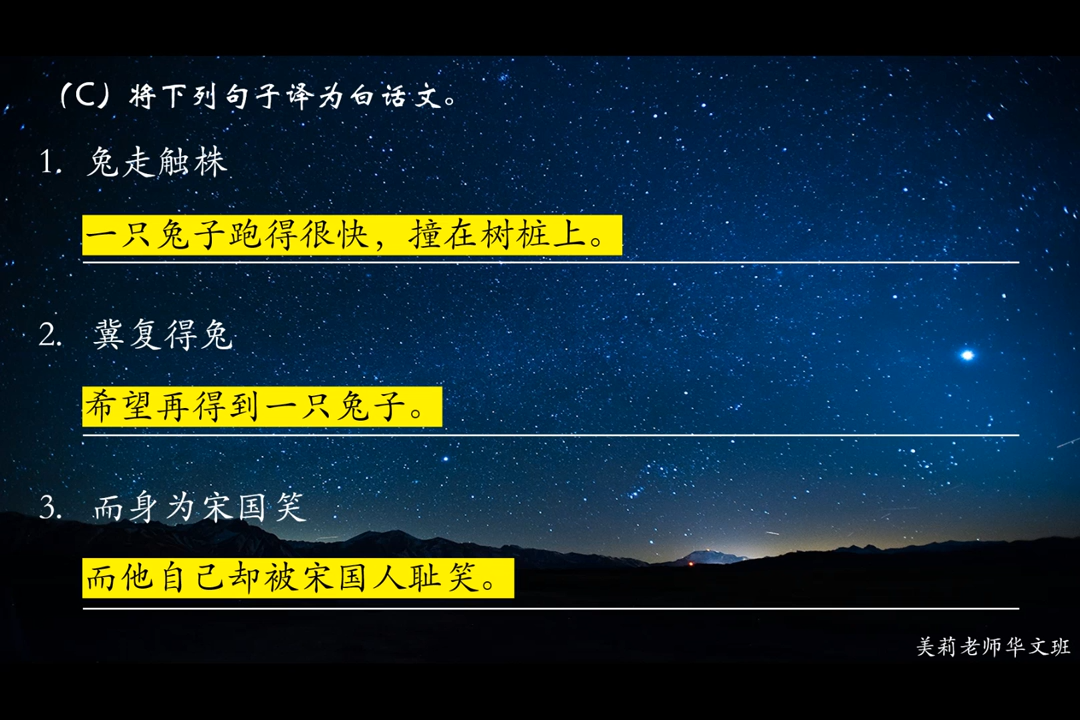 （C）将下列句子译为白话文。
1. 兔走触株
一只兔子跑得很快，撞在树桩上。
2. 冀复得兔
希望再得到一只兔子。
3. 而身为宋国笑
而他自己却被宋国人耻笑。
美莉老师华文班